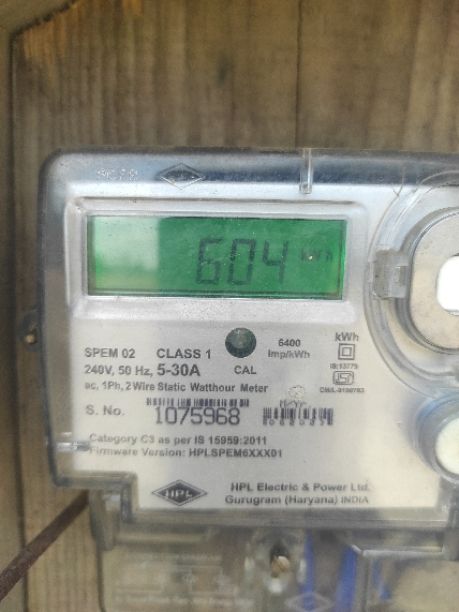 604 kWh
SPEM 02 CLASS 1
240V, 50 Hz, 5-30A
CAL
6400
Imp/kWh
kWh
IS:13779
ac, 1Ph, 2 Wire Static Watthour Meter
S. No. 1075968
Category C3 as per IS 15959:2011
Firmware Version: HPLSPEM6XXX01
HPL
HPL Electric & Power Ltd.
Gurugram (Haryana) INDIA